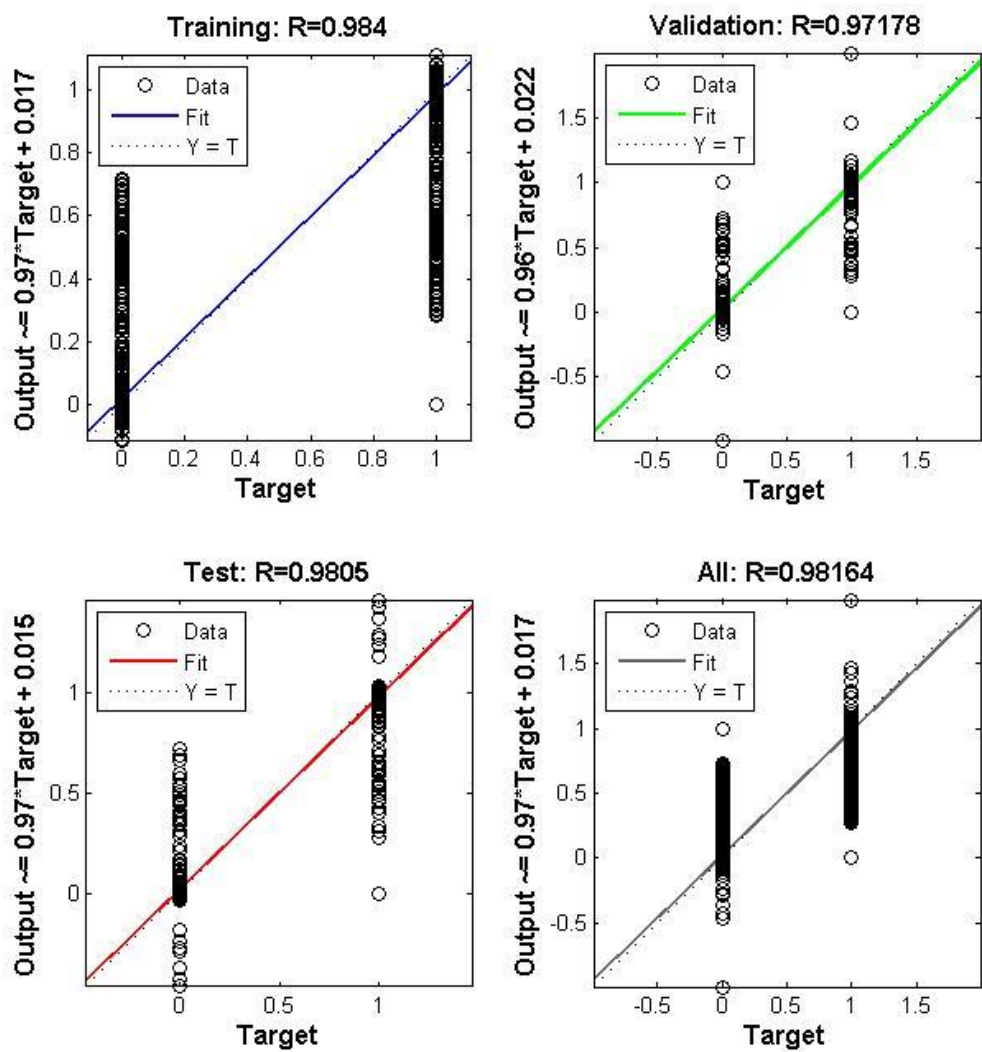 Training: R=0.984
Output ~= 0.97*Target + 0.017
Data
Fit
Y = T
1
0.8
0.6
0.4
0.2
0
0
0.2
0.4
0.6
0.8
1
Target
Validation: R=0.97178
Output ~= 0.96*Target + 0.022
Data
Fit
Y = T
1.5
1
0.5
0
-0.5
-0.5
0
0.5
1
1.5
Target
Test: R=0.9805
Output ~= 0.97*Target + 0.015
Data
Fit
Y = T
1
0.5
0
0
0.5
1
Target
All: R=0.98164
Output ~= 0.97*Target + 0.017
Data
Fit
Y = T
1.5
1
0.5
0
-0.5
-0.5
0
0.5
1
1.5
Target